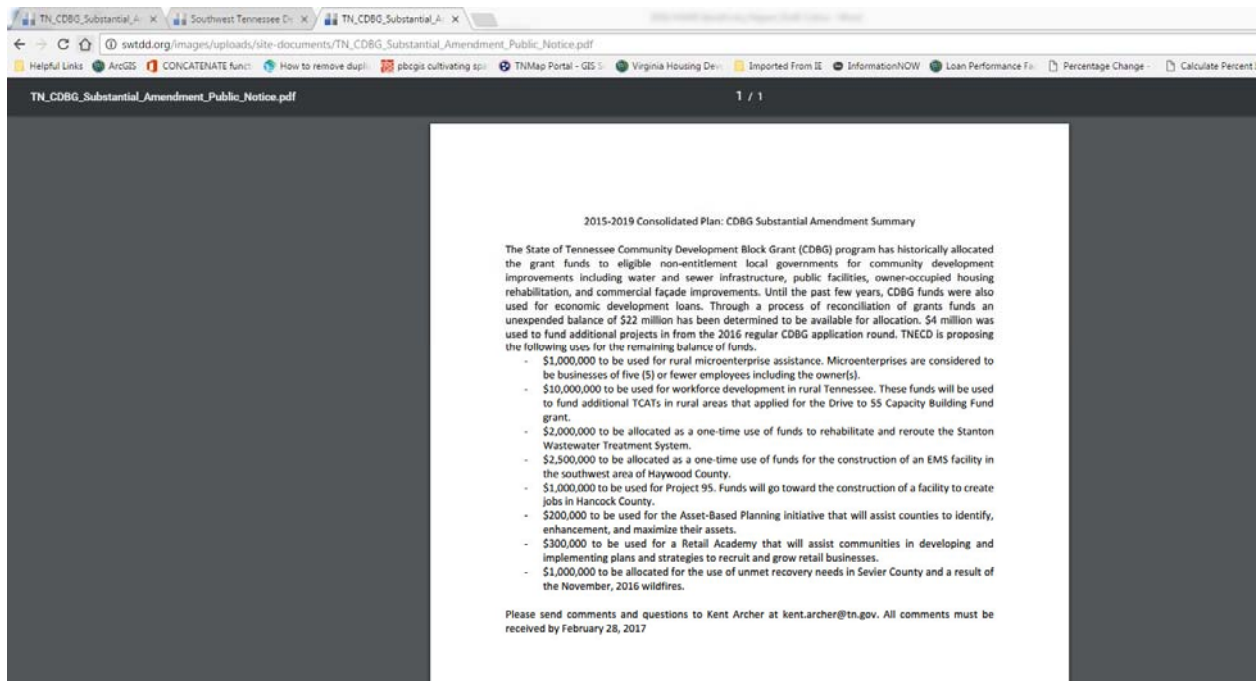 TN_CDBG_Substantial_A
Southwest Tennessee De
TN_CDBG_Substantial_A
swtdd.org/images/uploads/site-documents/TN_CDBG_Substantial_Amendment_Public_Notice.pdf
Helpful Links ArcGIS CONCATENATE funct How to remove dupli pbcgis cultivating spa TNMap Portal - GIS S Virginia Housing Dev Imported From IE InformationNOW Loan Performance Fa Percentage Change - Calculate Percent
TN_CDBG_Substantial_Amendment_Public_Notice.pdf 1 / 1
2015-2019 Consolidated Plan: CDBG Substantial Amendment Summary
The State of Tennessee Community Development Block Grant (CDBG) program has historically allocated
the grant funds to eligible non-entitlement local governments for community development
improvements including water and sewer infrastructure, public facilities, owner-occupied housing
rehabilitation, and commercial façade improvements. Until the past few years, CDBG funds were also
used for economic development loans. Through a process of reconciliation of grants funds an
unexpended balance of $22 million has been determined to be available for allocation. $4 million was
used to fund additional projects in from the 2016 regular CDBG application round. TNECD is proposing
the following uses for the remaining balance of funds.
- $1,000,000 to be used for rural microenterprise assistance. Microenterprises are considered to
be businesses of five (5) or fewer employees including the owner(s).
- $10,000,000 to be used for workforce development in rural Tennessee. These funds will be used
to fund additional TCATs in rural areas that applied for the Drive to 55 Capacity Building Fund
grant.
- $2,000,000 to be allocated as a one-time use of funds to rehabilitate and reroute the Stanton
Wastewater Treatment System.
- $2,500,000 to be allocated as a one-time use of funds for the construction of an EMS facility in
the southwest area of Haywood County.
- $1,000,000 to be used for Project 95. Funds will go toward the construction of a facility to create
jobs in Hancock County.
- $200,000 to be used for the Asset-Based Planning initiative that will assist counties to identify,
enhancement, and maximize their assets.
- $300,000 to be used for a Retail Academy that will assist communities in developing and
implementing plans and strategies to recruit and grow retail businesses.
- $1,000,000 to be allocated for the use of unmet recovery needs in Sevier County and a result of
the November, 2016 wildfires.
Please send comments and questions to Kent Archer at kent.archer@tn.gov. All comments must be
received by February 28, 2017